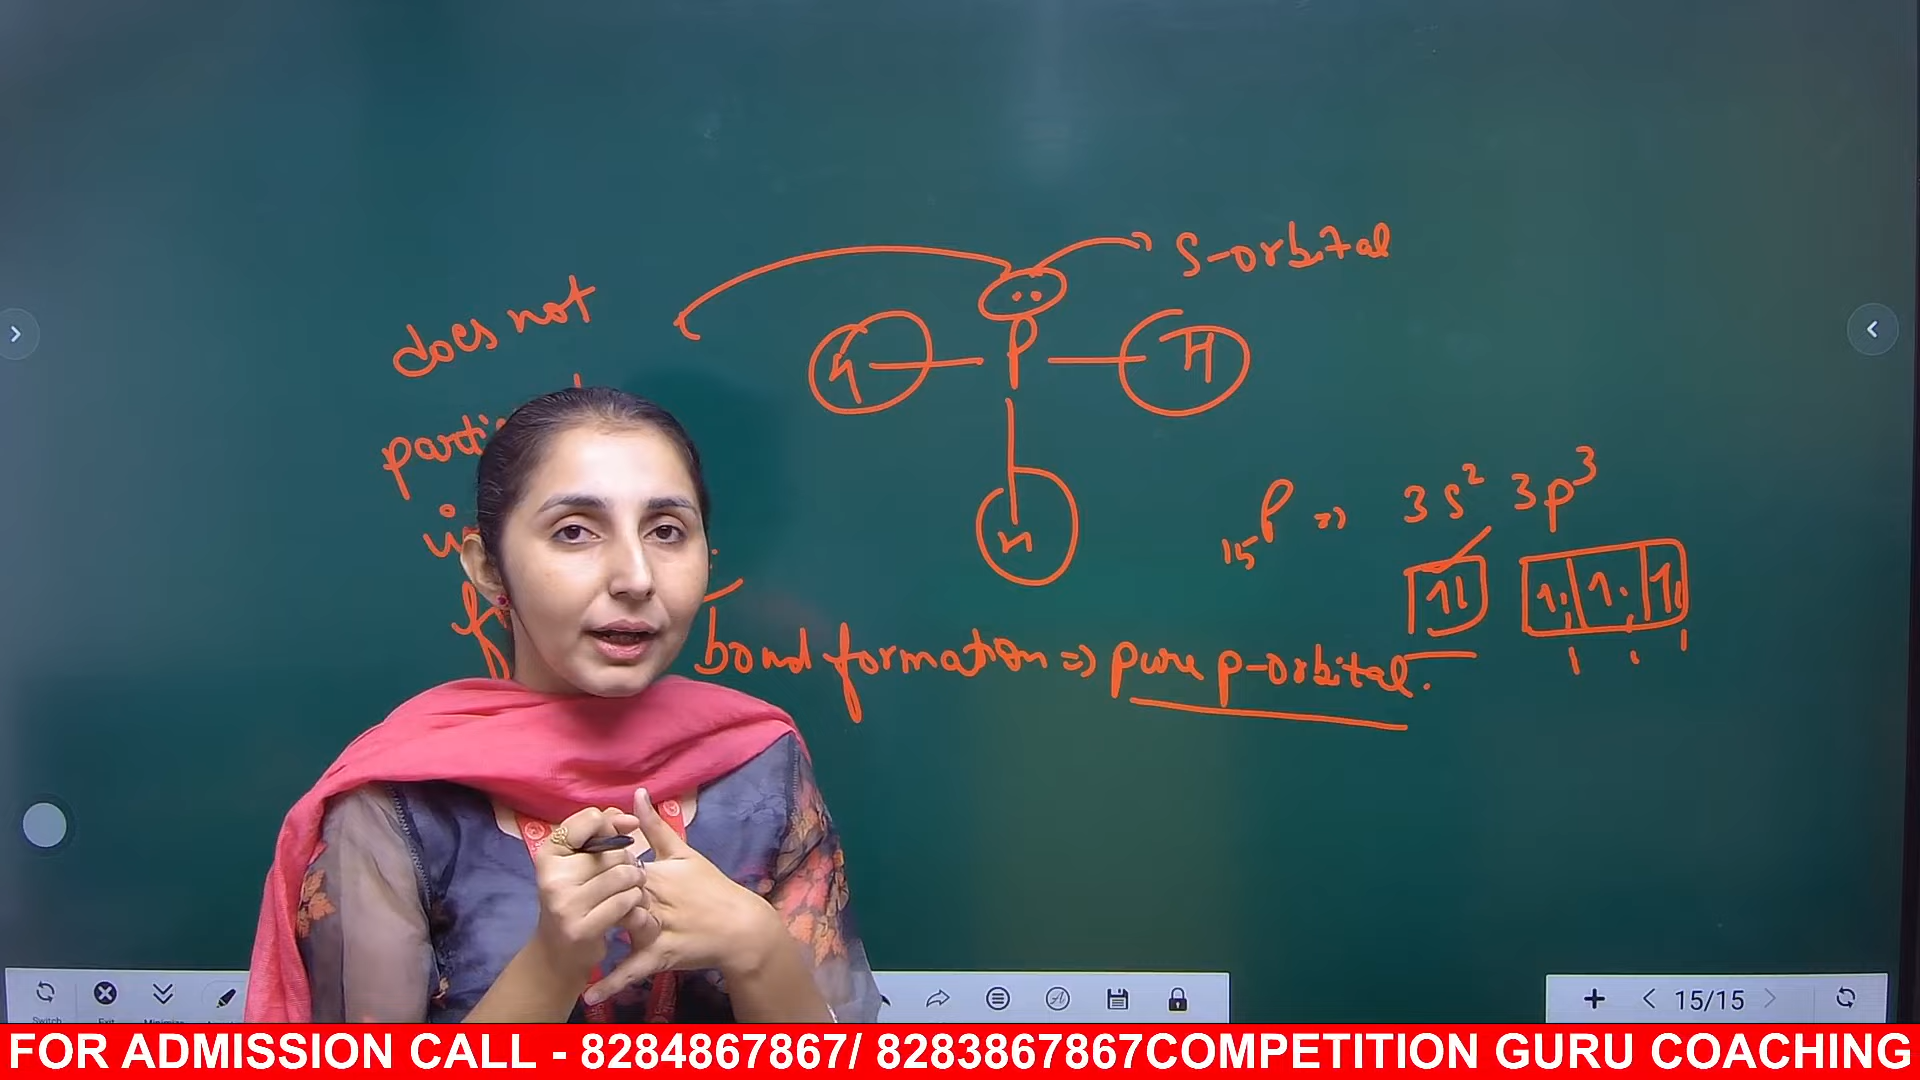 S-orbital
does not
H P H
H
15P ⇒ 3s² 3p³
bond formation ⇒ pure p-orbital.
15/15
FOR ADMISSION CALL - 8284867867/ 8283867867COMPETITION GURU COACHING